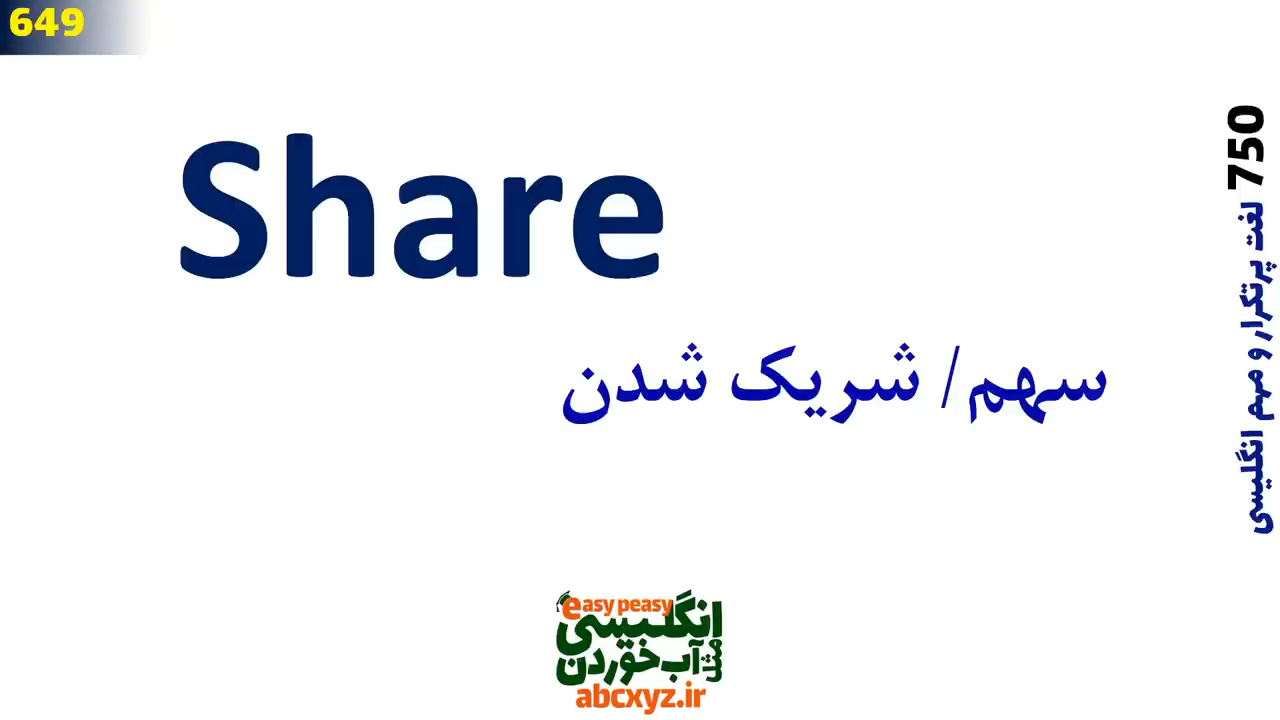 649
Share
سهم/ شریک شدن
750 لغت پرتکرار و مهم انگلیسی
easy peasy
انگلیسی
مثل آب خوردن
abcxyz.ir